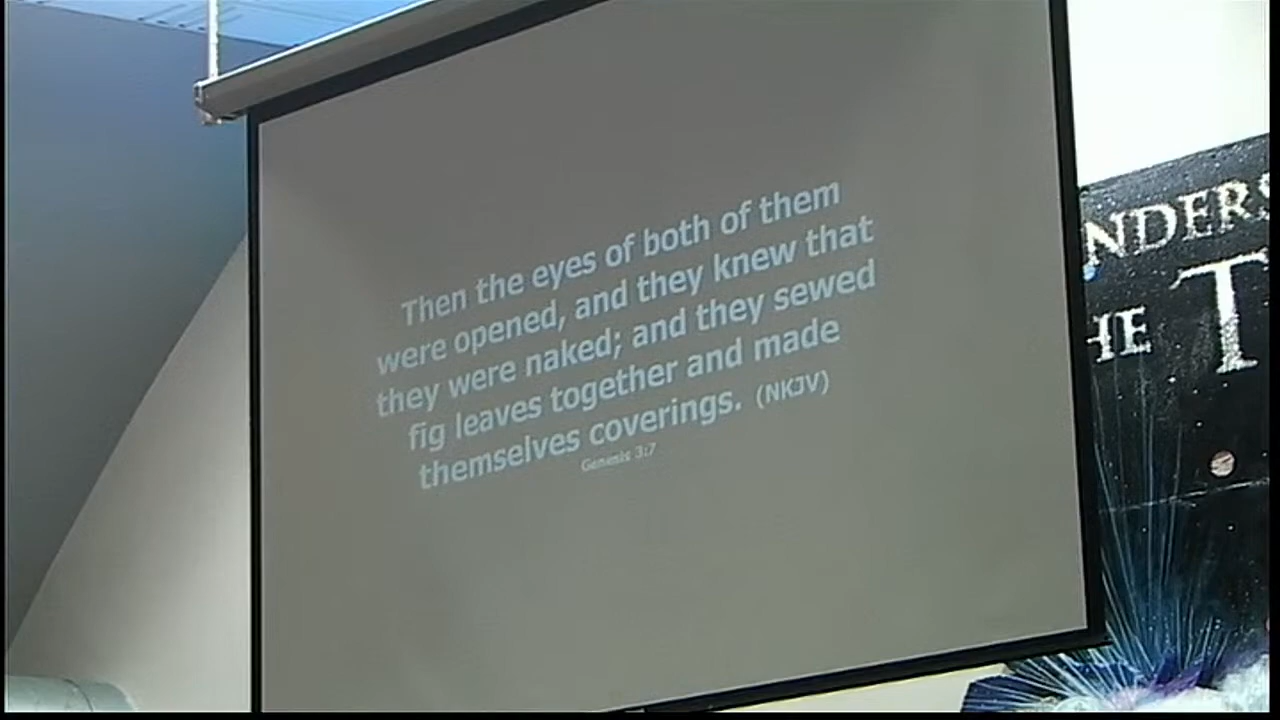 Then the eyes of both of them
were opened, and they knew that
they were naked; and they sewed
fig leaves together and made
themselves coverings. (NKJV)
Genesis 3:7
NDERS
HE T